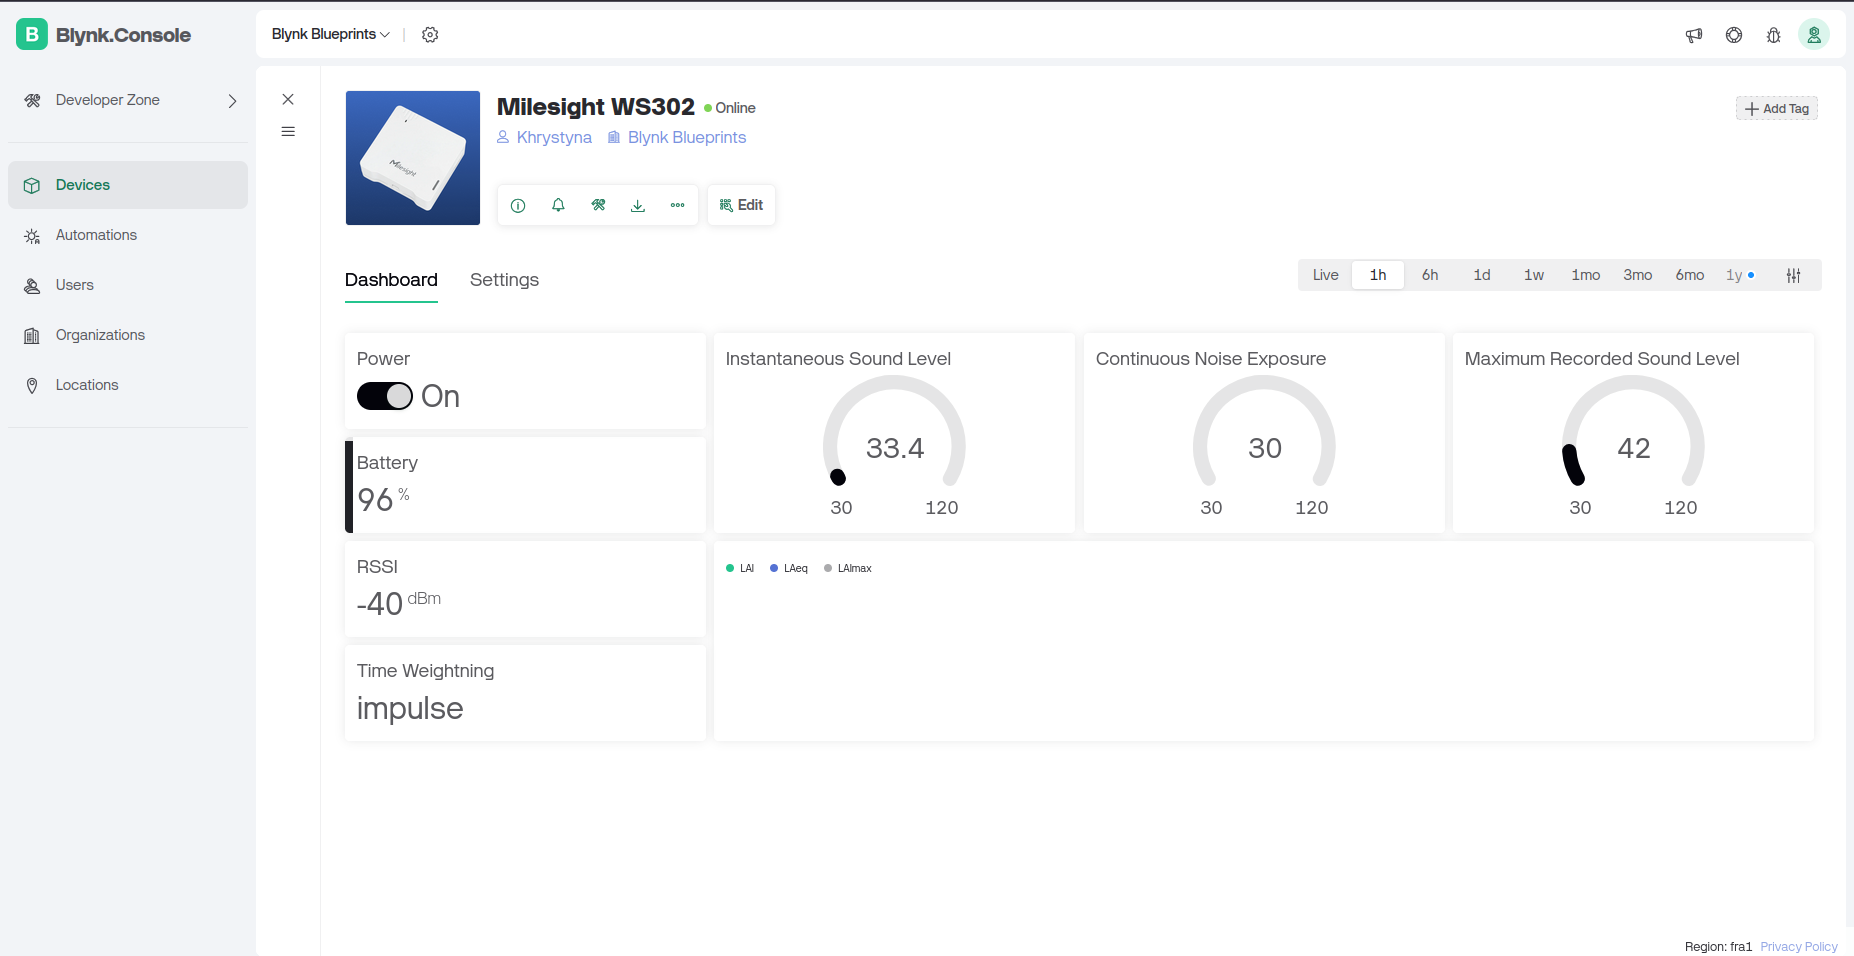 B Blynk.Console
Blynk Blueprints
Developer Zone
Devices
Automations
Users
Organizations
Locations
Milesight
Milesight WS302 Online
Khrystyna Blynk Blueprints
Add Tag
Edit
Dashboard Settings
Live 1h 6h 1d 1w 1mo 3mo 6mo 1y
Power
On
Battery
96 %
RSSI
-40 dBm
Time Weightning
impulse
Instantaneous Sound Level
33.4
30 120
Continuous Noise Exposure
30
30 120
Maximum Recorded Sound Level
42
30 120
LAI LAeq LAImax
Region: fra1 Privacy Policy